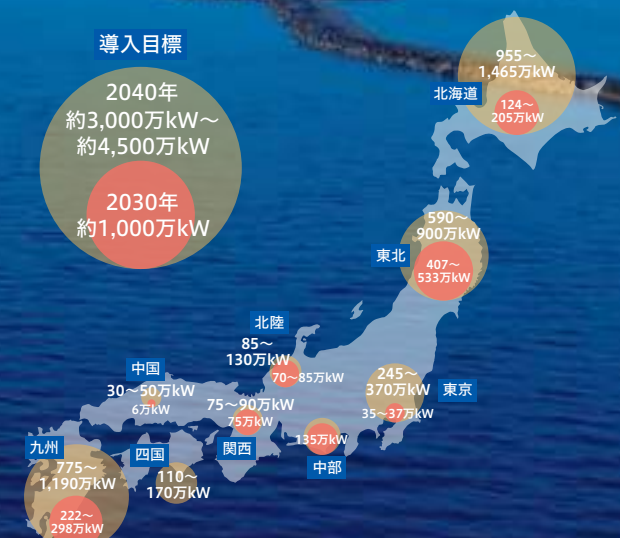 導入目標
2040年
約3,000万kW～
約4,500万kW
2030年
約1,000万kW
955～
1,465万kW
北海道
124～
205万kW
590～
900万kW
東北
407～
533万kW
北陸
85～
130万kW
70～85万kW
245～
370万kW
東京
35～37万kW
中国
30～50万kW
6万kW
75～90万kW
75万kW
関西
135万kW
中部
九州
775～
1,190万kW
222～
298万kW
四国
110～
170万kW